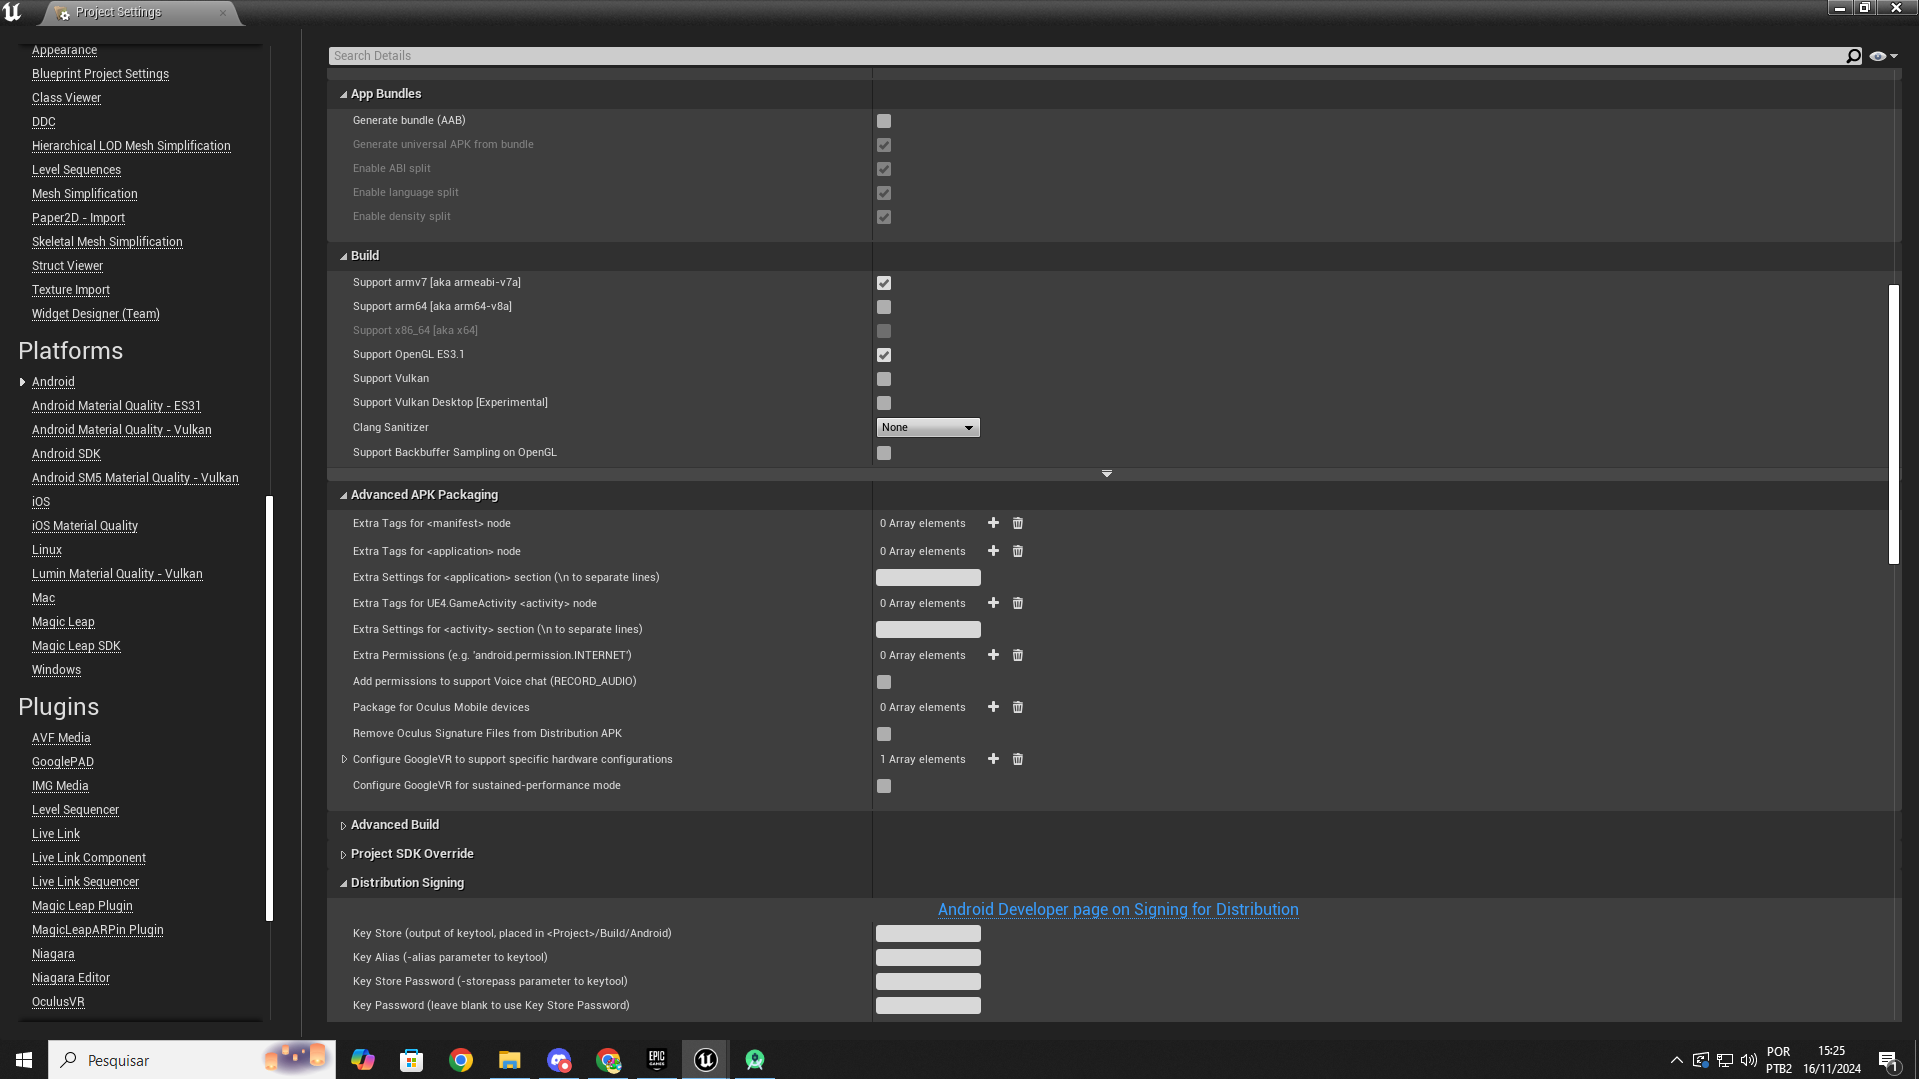 Project Settings
Appearance
Blueprint Project Settings
Class Viewer
DDC
Hierarchical LOD Mesh Simplification
Level Sequences
Mesh Simplification
Paper2D - Import
Skeletal Mesh Simplification
Struct Viewer
Texture Import
Widget Designer (Team)
Platforms
Android
Android Material Quality - ES31
Android Material Quality - Vulkan
Android SDK
Android SM5 Material Quality - Vulkan
iOS
iOS Material Quality
Linux
Lumin Material Quality - Vulkan
Mac
Magic Leap
Magic Leap SDK
Windows
Plugins
AVF Media
GooglePAD
IMG Media
Level Sequencer
Live Link
Live Link Component
Live Link Sequencer
Magic Leap Plugin
MagicLeapARPin Plugin
Niagara
Niagara Editor
OculusVR
Search Details
App Bundles
Generate bundle (AAB)
Generate universal APK from bundle
Enable ABI split
Enable language split
Enable density split
Build
Support armv7 [aka armeabi-v7a]
Support arm64 [aka arm64-v8a]
Support x86_64 [aka x64]
Support OpenGL ES3.1
Support Vulkan
Support Vulkan Desktop [Experimental]
Clang Sanitizer None
Support Backbuffer Sampling on OpenGL
Advanced APK Packaging
Extra Tags for <manifest> node 0 Array elements
Extra Tags for <application> node 0 Array elements
Extra Settings for <application> section (\n to separate lines)
Extra Tags for UE4.GameActivity <activity> node 0 Array elements
Extra Settings for <activity> section (\n to separate lines)
Extra Permissions (e.g. 'android.permission.INTERNET') 0 Array elements
Add permissions to support Voice chat (RECORD_AUDIO)
Package for Oculus Mobile devices 0 Array elements
Remove Oculus Signature Files from Distribution APK
Configure GoogleVR to support specific hardware configurations 1 Array elements
Configure GoogleVR for sustained-performance mode
Advanced Build
Project SDK Override
Distribution Signing
Android Developer page on Signing for Distribution
Key Store (output of keytool, placed in <Project>/Build/Android)
Key Alias (-alias parameter to keytool)
Key Store Password (-storepass parameter to keytool)
Key Password (leave blank to use Key Store Password)
Pesquisar
EPIC
GAMES
POR
PTB2
15:25
16/11/2024
1